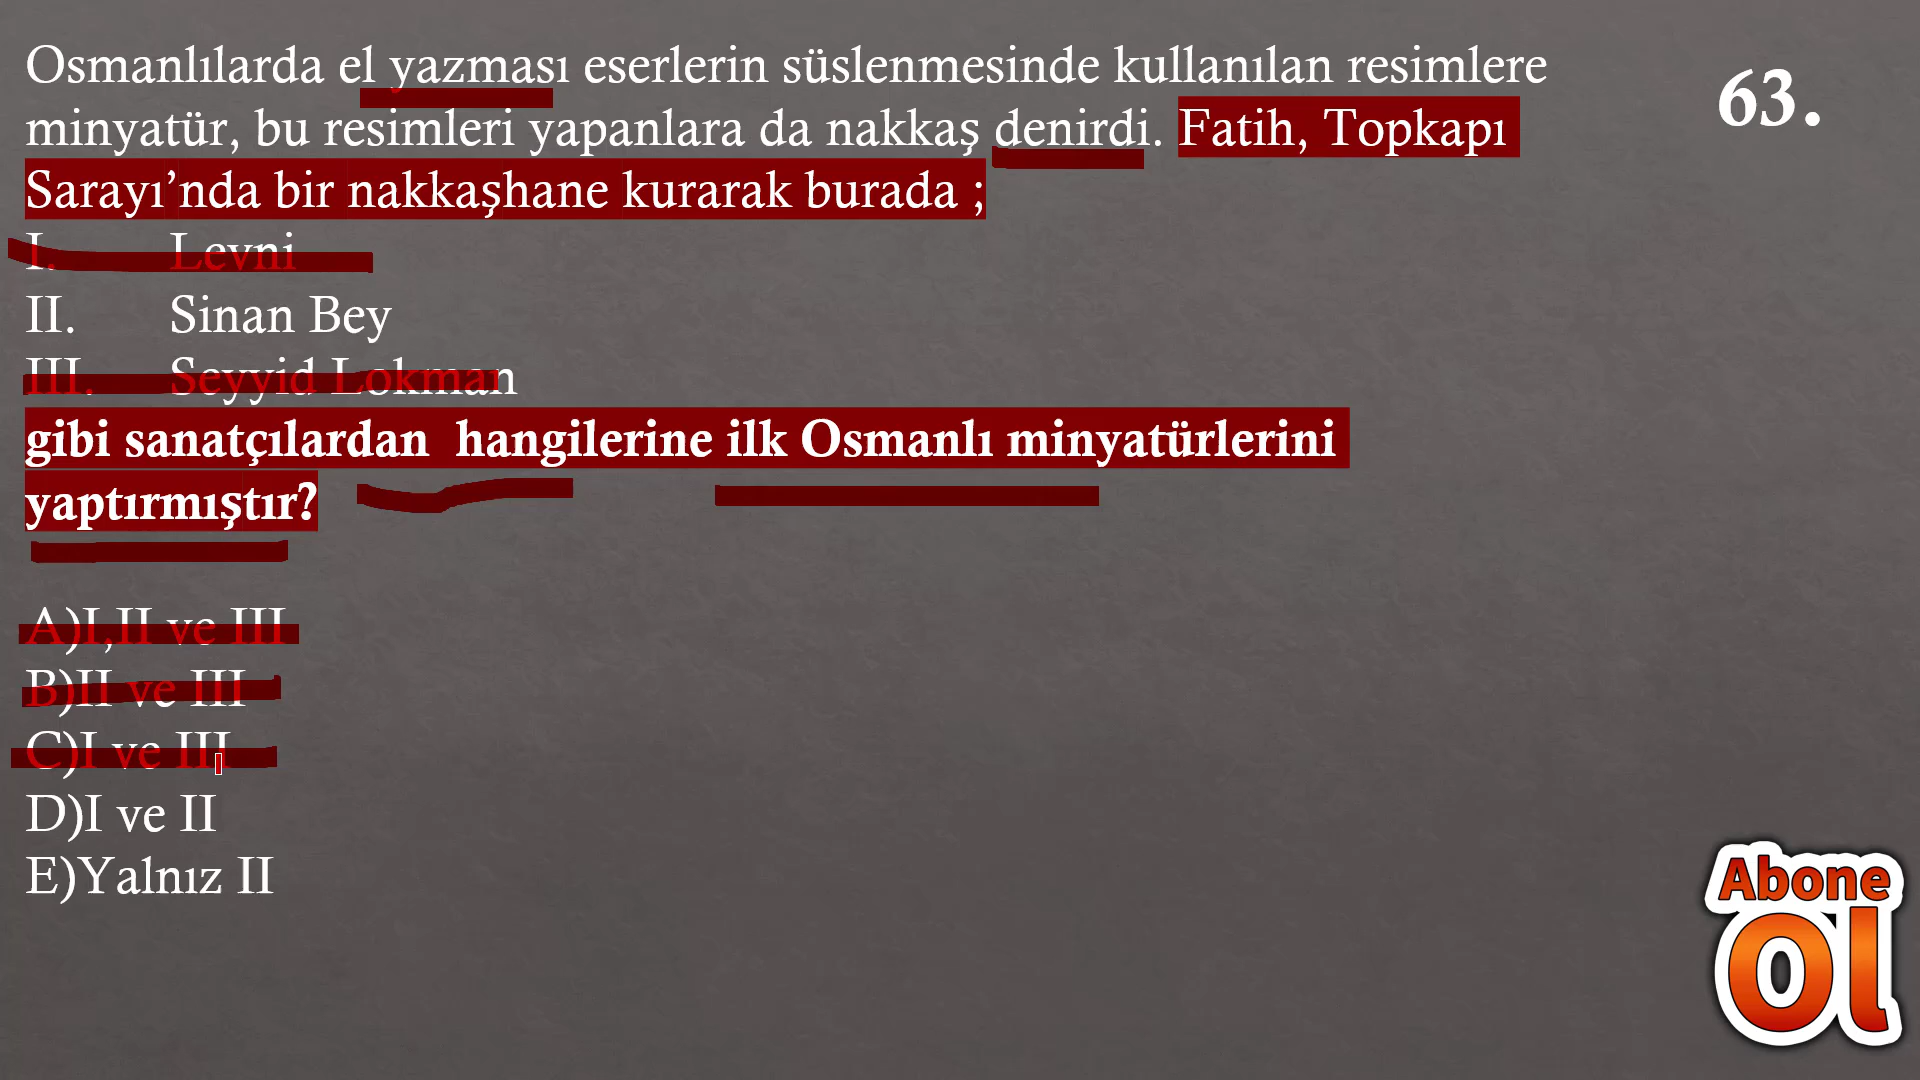 Osmanlılarda el yazması eserlerin süslenmesinde kullanılan resimlere
minyatür, bu resimleri yapanlara da nakkaş denirdi. Fatih, Topkapı
Sarayı’nda bir nakkaşhane kurarak burada ;
I. Levni
II. Sinan Bey
III. Seyyid Lokman
gibi sanatçılardan hangilerine ilk Osmanlı minyatürlerini
yaptırmıştır?
A)I,II ve III
B)II ve III
C)I ve III
D)I ve II
E)Yalnız II
63.
Abone
Ol